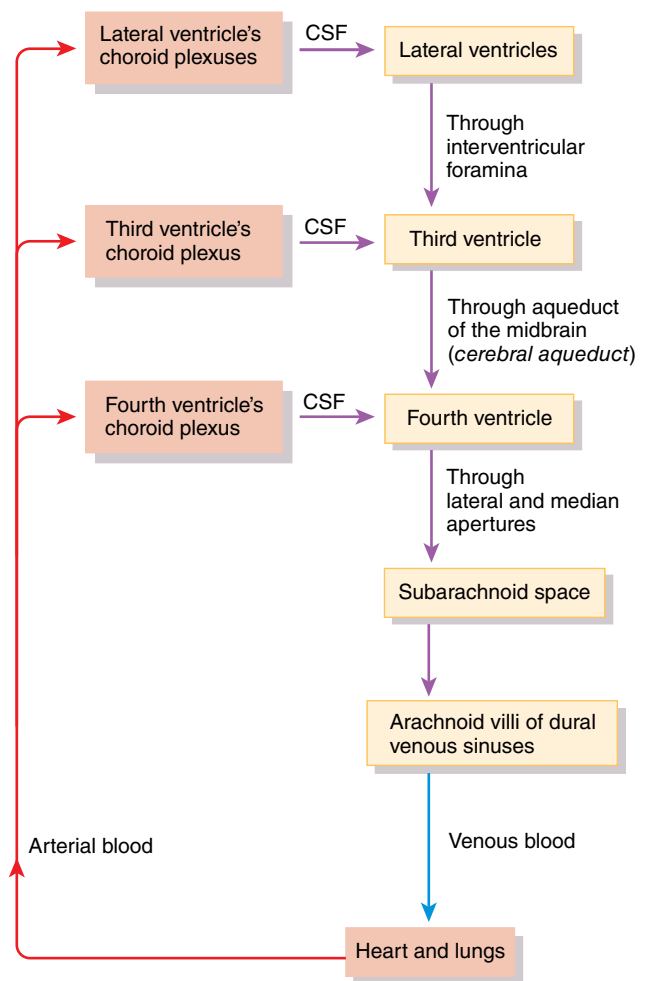 Lateral ventricle's
choroid plexuses
CSF
Lateral ventricles
Through
interventricular
foramina
Third ventricle's
choroid plexus
CSF
Third ventricle
Through aqueduct
of the midbrain
(cerebral aqueduct)
Fourth ventricle's
choroid plexus
CSF
Fourth ventricle
Through
lateral and median
apertures
Subarachnoid space
Arachnoid villi of dural
venous sinuses
Arterial blood
Venous blood
Heart and lungs